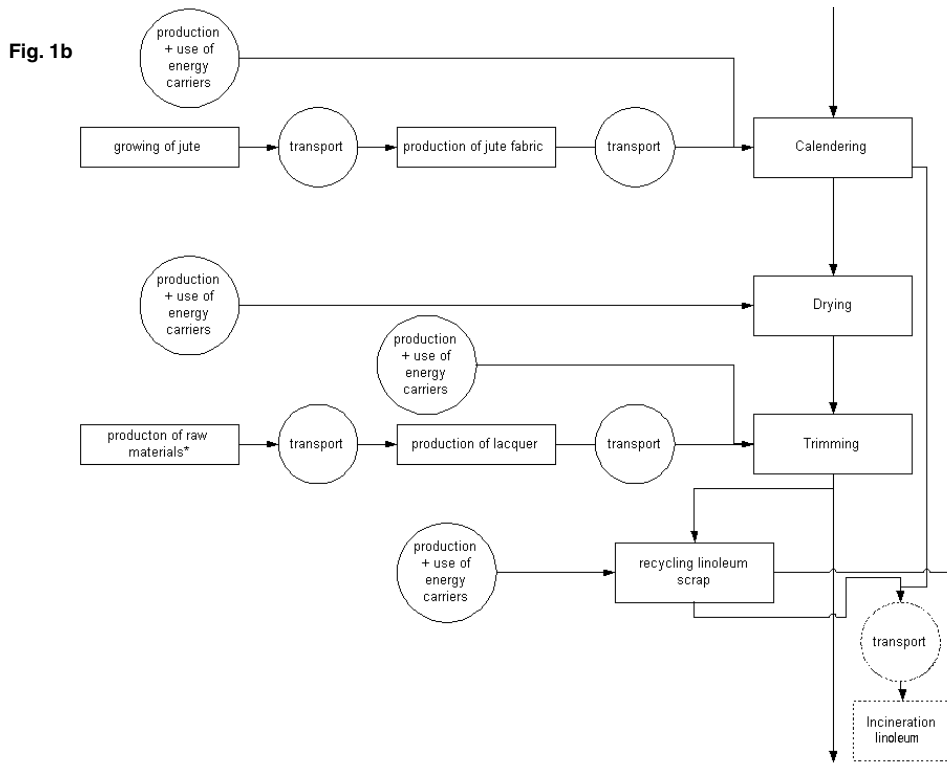 Fig. 1b
production
+ use of
energy
carriers
growing of jute
transport
production of jute fabric
transport
Calendering
production
+ use of
energy
carriers
Drying
production
+ use of
energy
carriers
producton of raw
materials*
transport
production of lacquer
transport
Trimming
production
+ use of
energy
carriers
recycling linoleum
scrap
transport
Incineration
linoleum